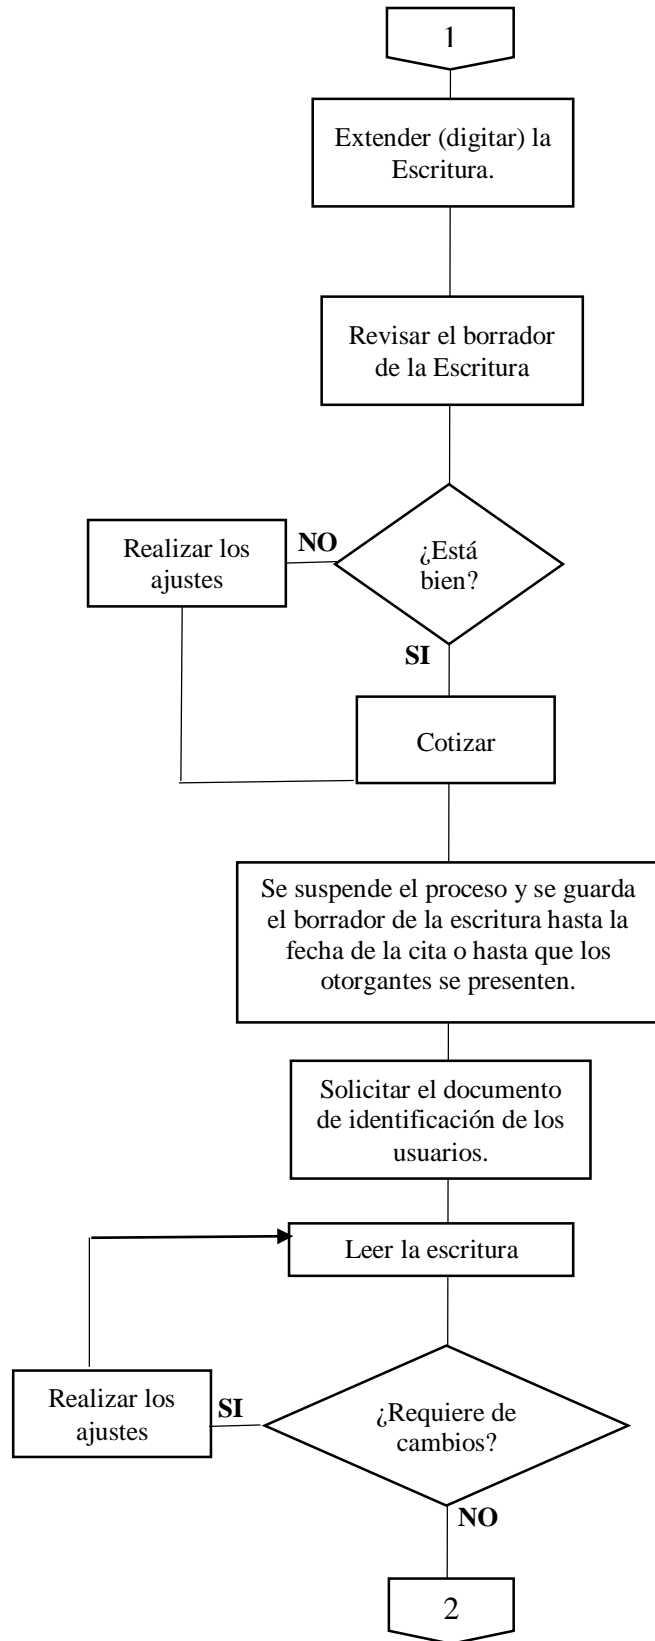 1
Extender (digitar) la
Escritura.
Revisar el borrador
de la Escritura
¿Está
bien?
NO
Realizar los
ajustes
SI
Cotizar
Se suspende el proceso y se guarda
el borrador de la escritura hasta la
fecha de la cita o hasta que los
otorgantes se presenten.
Solicitar el documento
de identificación de los
usuarios.
Leer la escritura
¿Requiere de
cambios?
SI
Realizar los
ajustes
NO
2